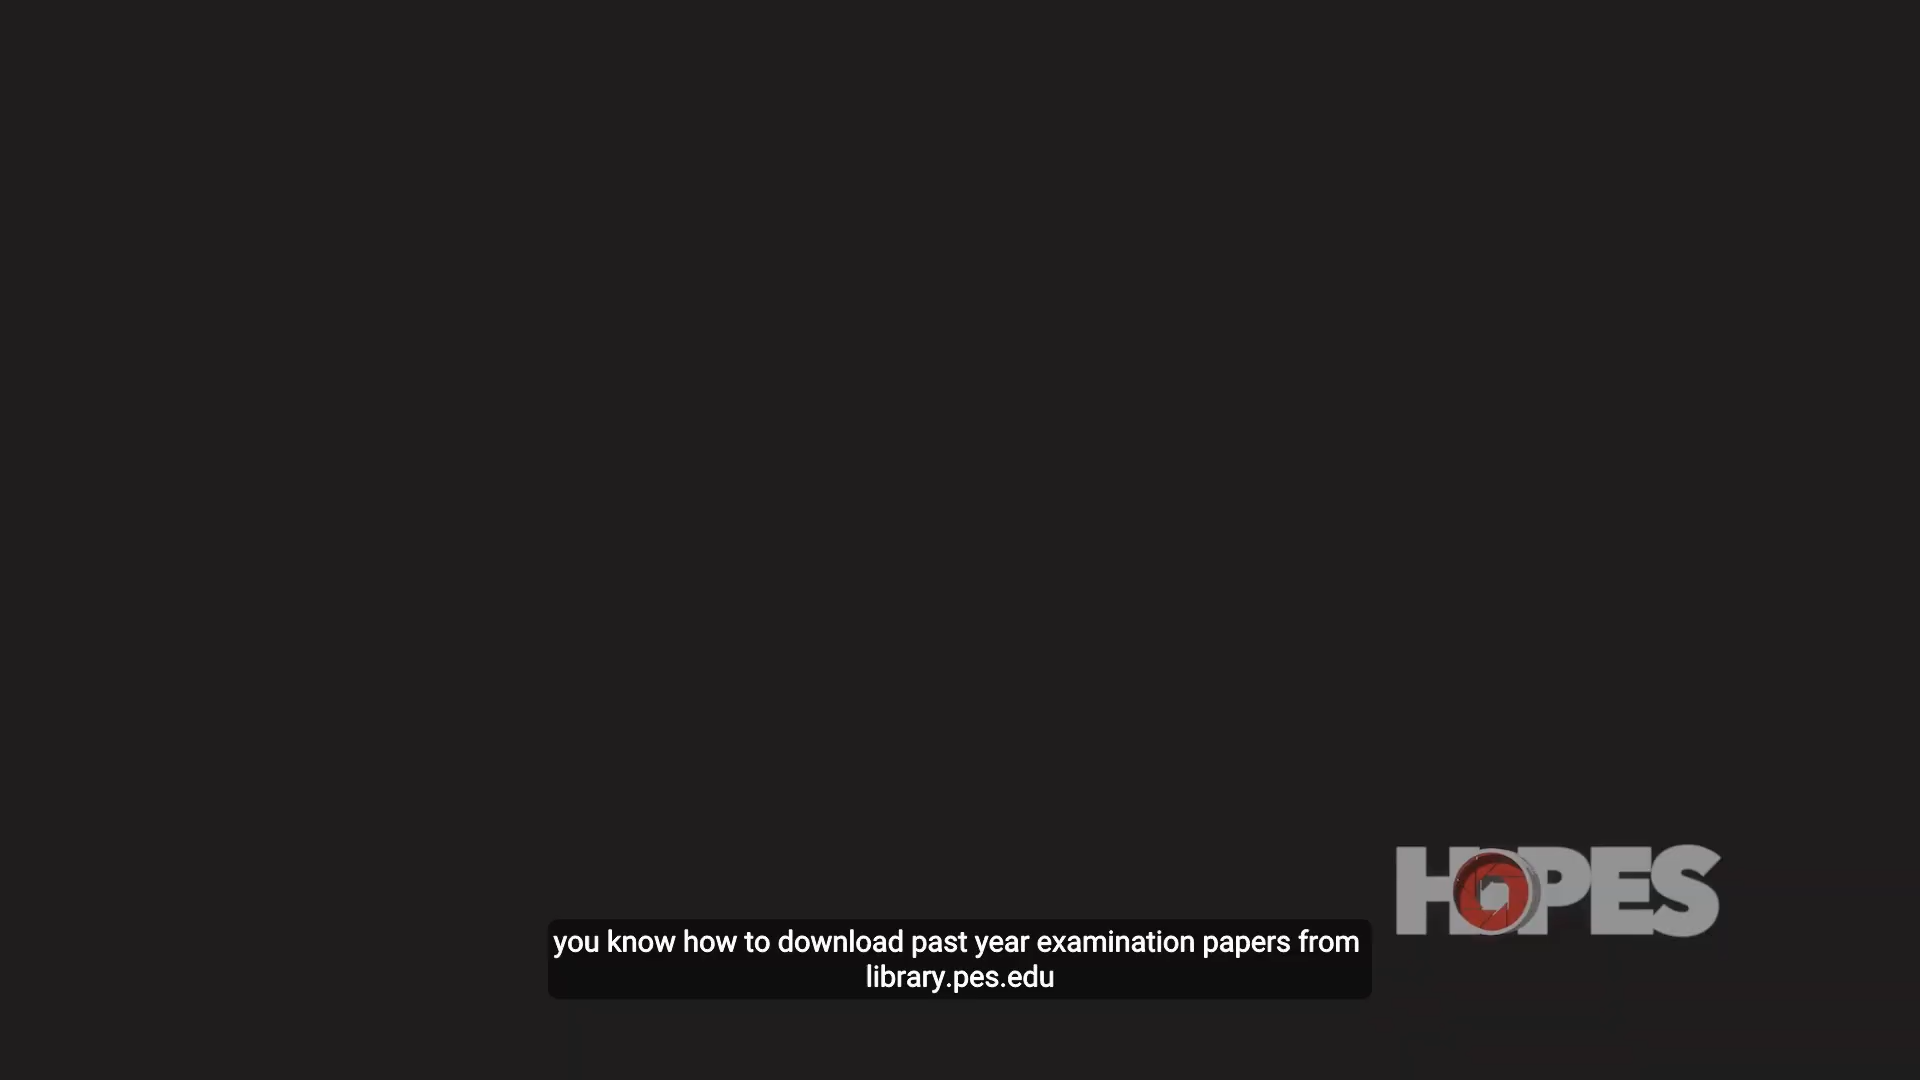 HOPES
you know how to download past year examination papers from
library.pes.edu